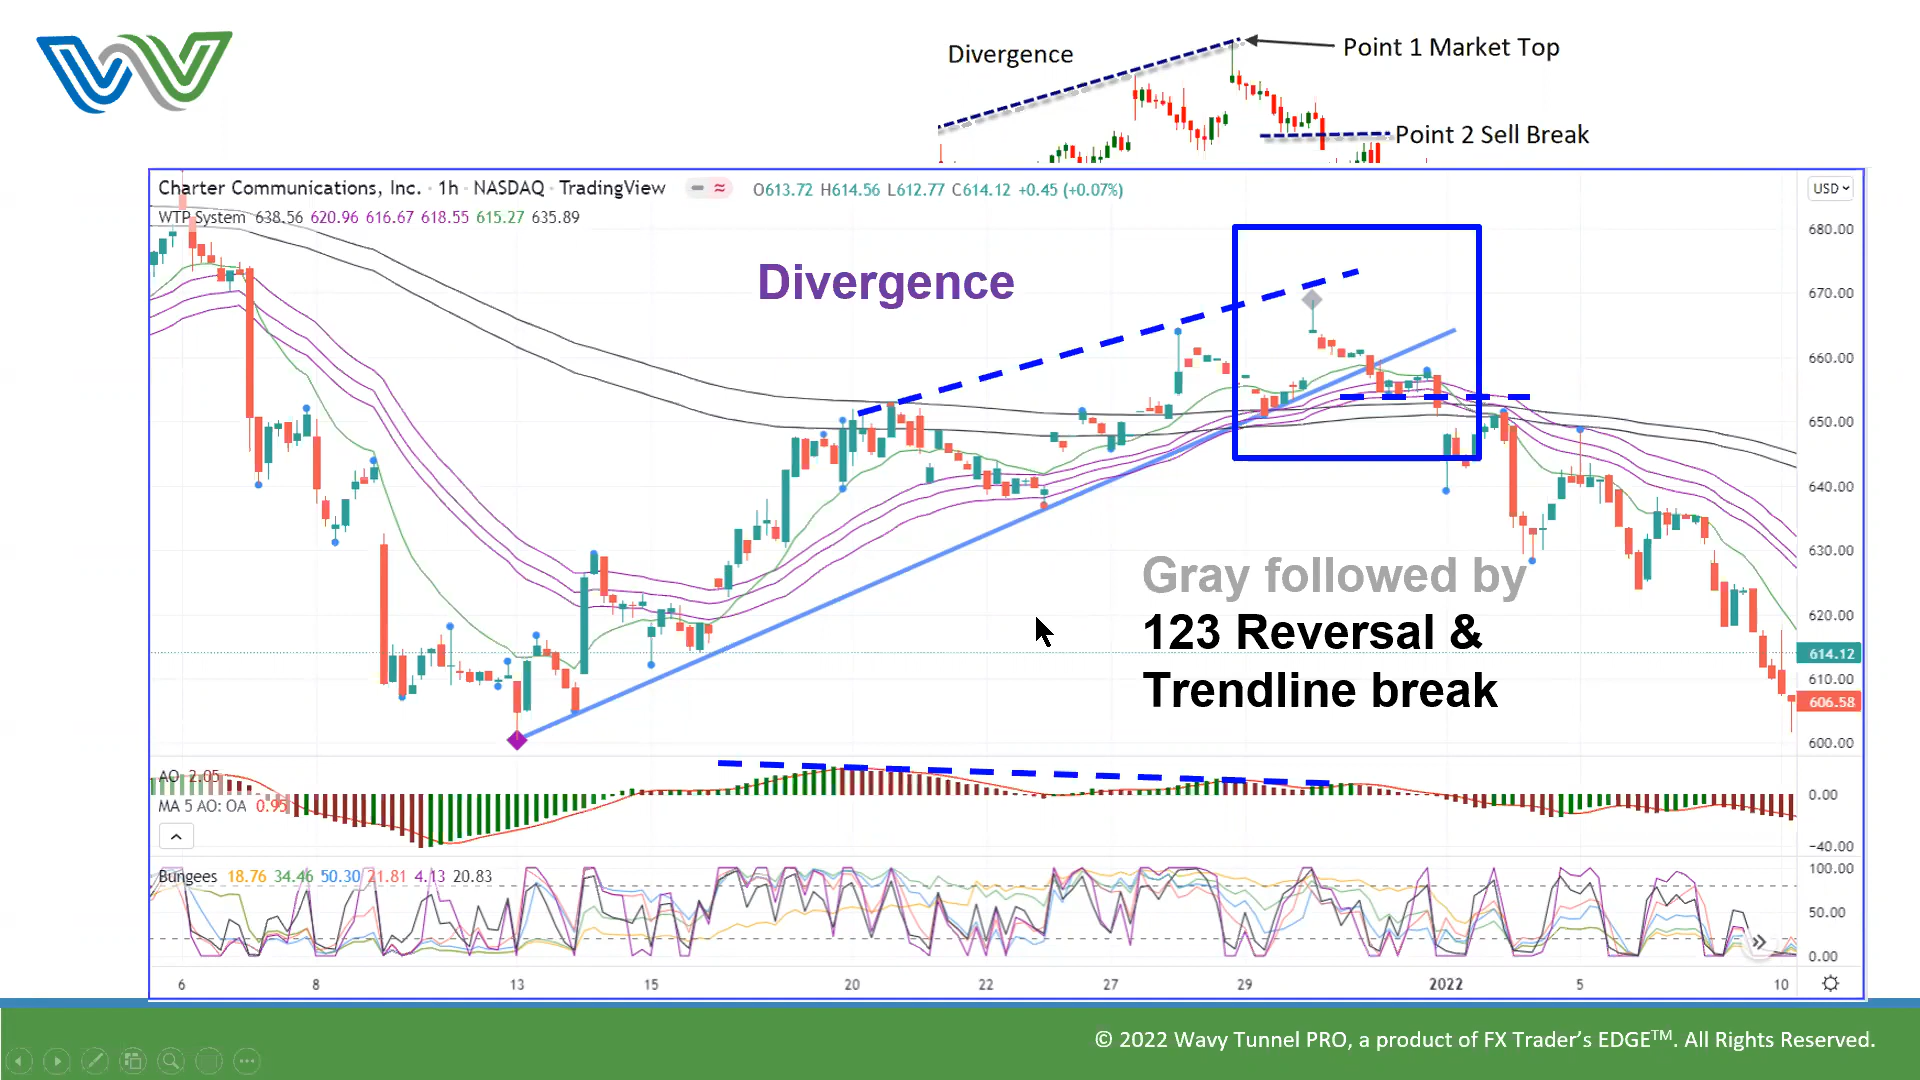 Divergence
Point 1 Market Top
Point 2 Sell Break
Charter Communications, Inc. · 1h · NASDAQ · TradingView O613.72 H614.56 L612.77 C614.12 +0.45 (+0.07%)
USD
WTP System 638.56 620.96 616.67 618.55 615.27 635.89
680.00
Divergence
670.00
660.00
650.00
640.00
630.00
Gray followed by
123 Reversal &
Trendline break
620.00
614.12
610.00
606.58
600.00
AO 2.05
MA 5 AO: OA 0.95
0.00
−40.00
Bungees 18.76 34.46 50.30 21.81 4.13 20.83
100.00
50.00
0.00
6 8 13 15 20 22 27 29 2022 5 10
© 2022 Wavy Tunnel PRO, a product of FX Trader’s EDGE™. All Rights Reserved.